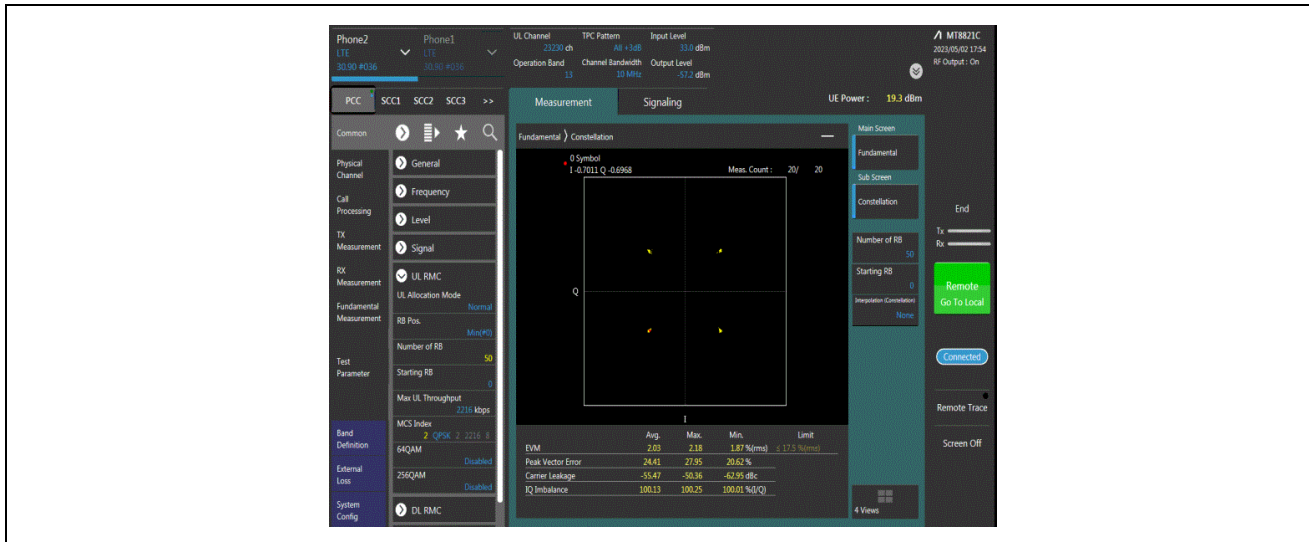 Phone2
LTE
30.90 #036
Phone1
LTE
30.90 #036
UL Channel
23230 ch
TPC Pattern
All +3dB
Input Level
33.0 dBm
Operation Band
13
Channel Bandwidth
10 MHz
Output Level
-57.2 dBm
MT8821C
2023/05/02 17:54
RF Output : On
PCC SCC1 SCC2 SCC3 >>
Measurement Signaling
UE Power : 19.3 dBm
Common
Physical
Channel
Call
Processing
TX
Measurement
RX
Measurement
Fundamental
Measurement
Test
Parameter
Band
Definition
External
Loss
System
Config
General
Frequency
Level
Signal
UL RMC
UL Allocation Mode
Normal
RB Pos.
Min(#0)
Number of RB
50
Starting RB
0
Max UL Throughput
2216 kbps
MCS Index
2 QPSK 2 2216 8
64QAM
Disabled
256QAM
Disabled
DL RMC
Fundamental 〉 Constellation
0 Symbol
I -0.7011 Q -0.6968
Meas. Count : 20/ 20
Q
I
Avg. Max. Min. Limit
EVM 2.03 2.18 1.87 %(rms) ≤ 17.5 %(rms)
Peak Vector Error 24.41 27.95 20.62 %
Carrier Leakage -55.47 -50.36 -62.95 dBc
IQ Imbalance 100.13 100.25 100.01 %(I/Q)
Main Screen
Fundamental
Sub Screen
Constellation
Number of RB
50
Starting RB
0
Interpolation (Constellation)
None
4 Views
End
Tx
Rx
Remote
Go To Local
Connected
Remote Trace
Screen Off